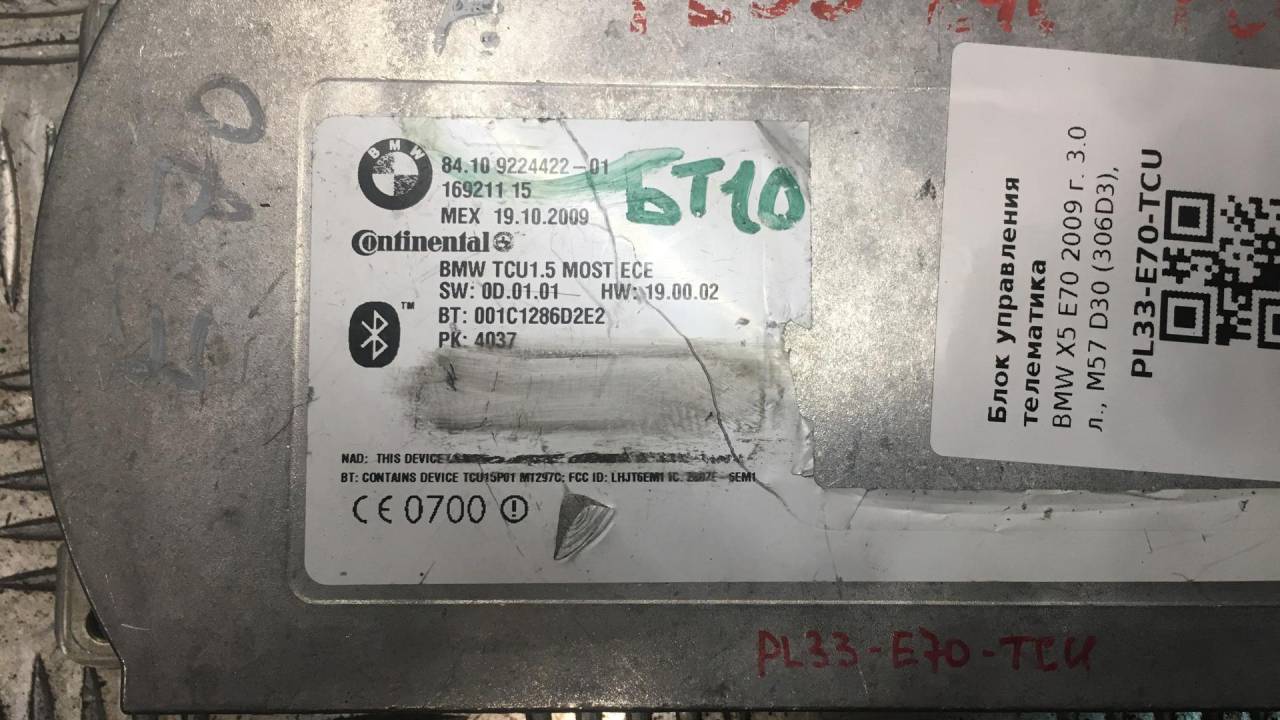 E70
BMW
84.10 9224422-01
169211 15
MEX 19.10.2009
БТ10
Continental
BMW TCU1.5 MOST ECE
SW: 0D.01.01 HW: 19.00.02
BT: 001C1286D2E2
PK: 4037
NAD: THIS DEVICE
BT: CONTAINS DEVICE TCU15P01 MT297C; FCC ID: LHJT6EM1 IC:
CE 0700
Блок управления
телематика
BMW X5 E70 2009 г. 3.0
л., M57 D30 (306D3),
PL33-E70-TCU
PL33-E70-TCU